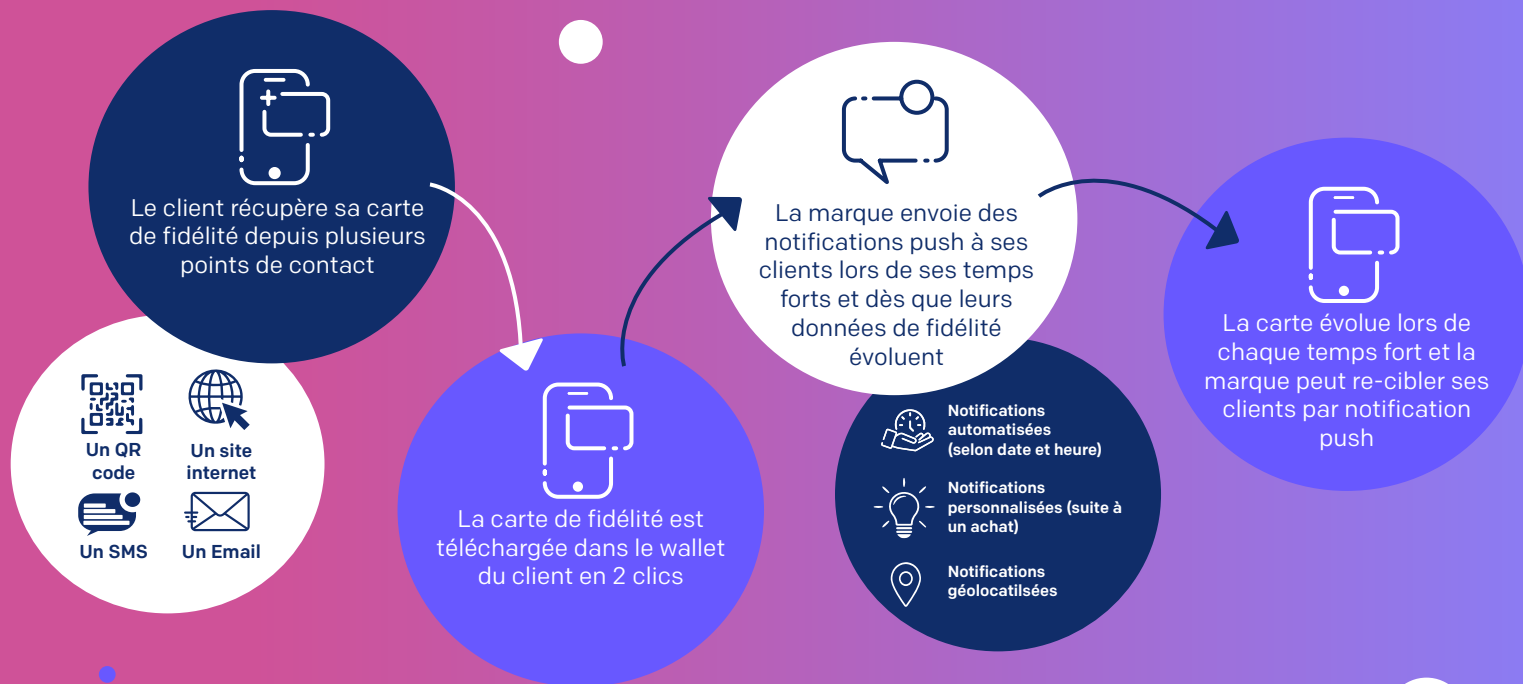 Le client récupère sa carte
de fidélité depuis plusieurs
points de contact
Un QR
code
Un site
internet
Un SMS
Un Email
La carte de fidélité est
téléchargée dans le wallet
du client en 2 clics
La marque envoie des
notifications push à ses
clients lors de ses temps
forts et dès que leurs
données de fidélité
évoluent
Notifications
automatisées
(selon date et heure)
Notifications
personnalisées (suite à
un achat)
Notifications
géolocatilsées
La carte évolue lors de
chaque temps fort et la
marque peut re-cibler ses
clients par notification
push